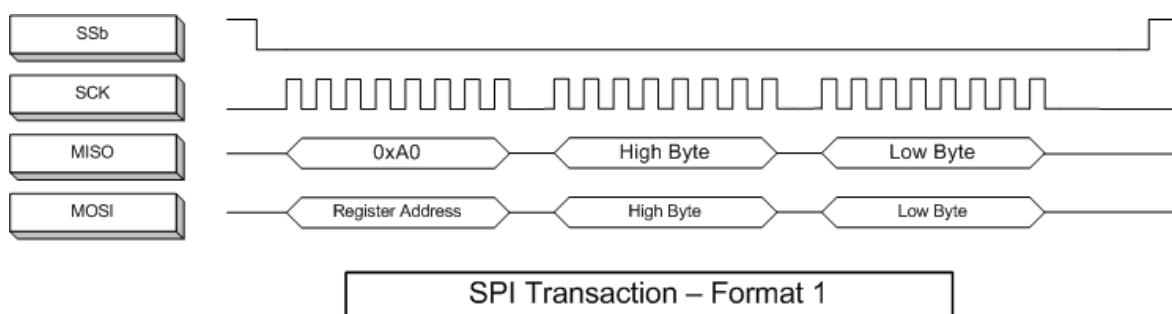 SSb
SCK
MISO
0xA0
High Byte
Low Byte
MOSI
Register Address
High Byte
Low Byte
SPI Transaction – Format 1